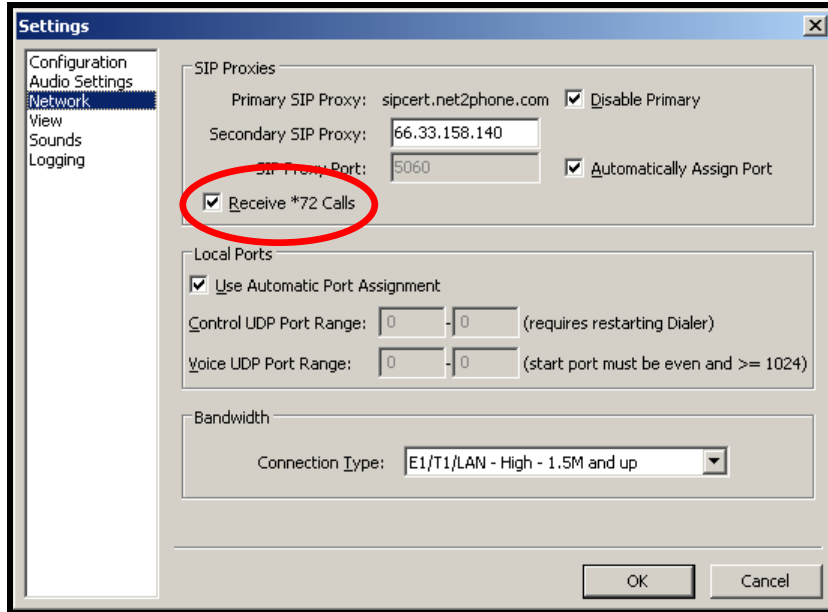 Settings
Configuration
Audio Settings
Network
View
Sounds
Logging
SIP Proxies
Primary SIP Proxy: sipcert.net2phone.com Disable Primary
Secondary SIP Proxy: 66.33.158.140
SIP Proxy Port: 5060 Automatically Assign Port
Receive *72 Calls
Local Ports
Use Automatic Port Assignment
Control UDP Port Range: 0 - 0 (requires restarting Dialer)
Voice UDP Port Range: 0 - 0 (start port must be even and >= 1024)
Bandwidth
Connection Type: E1/T1/LAN - High - 1.5M and up
OK Cancel